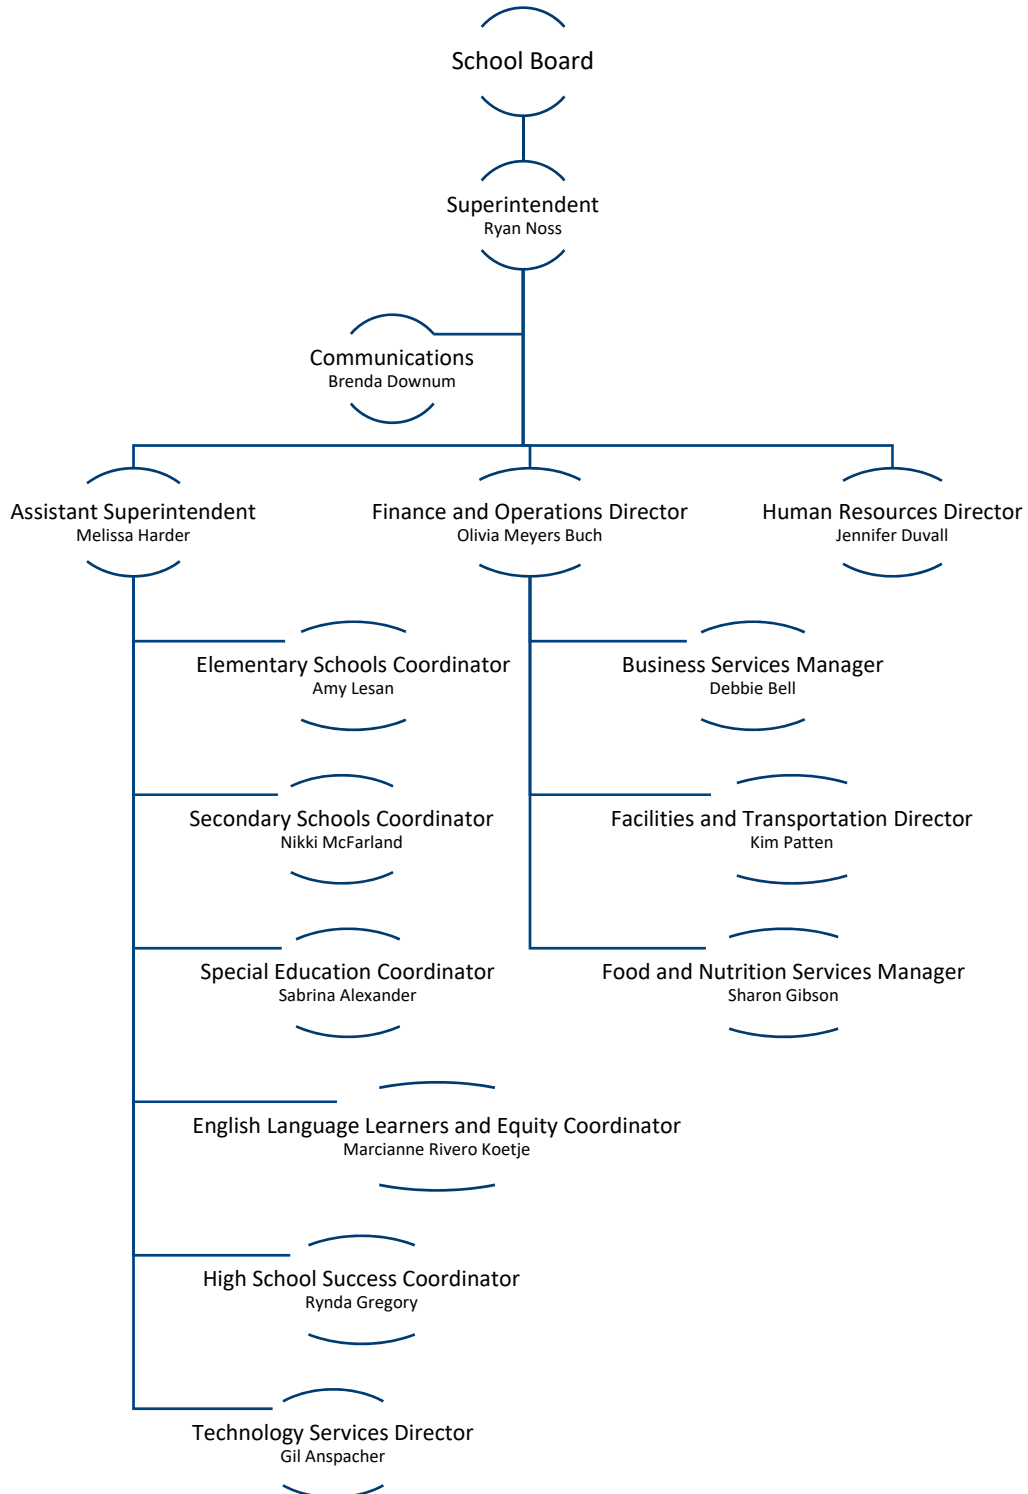 School Board
Superintendent
Ryan Noss
Communications
Brenda Downum
Assistant Superintendent
Melissa Harder
Finance and Operations Director
Olivia Meyers Buch
Human Resources Director
Jennifer Duvall
Elementary Schools Coordinator
Amy Lesan
Business Services Manager
Debbie Bell
Secondary Schools Coordinator
Nikki McFarland
Facilities and Transportation Director
Kim Patten
Special Education Coordinator
Sabrina Alexander
Food and Nutrition Services Manager
Sharon Gibson
English Language Learners and Equity Coordinator
Marcianne Rivero Koetje
High School Success Coordinator
Rynda Gregory
Technology Services Director
Gil Anspacher